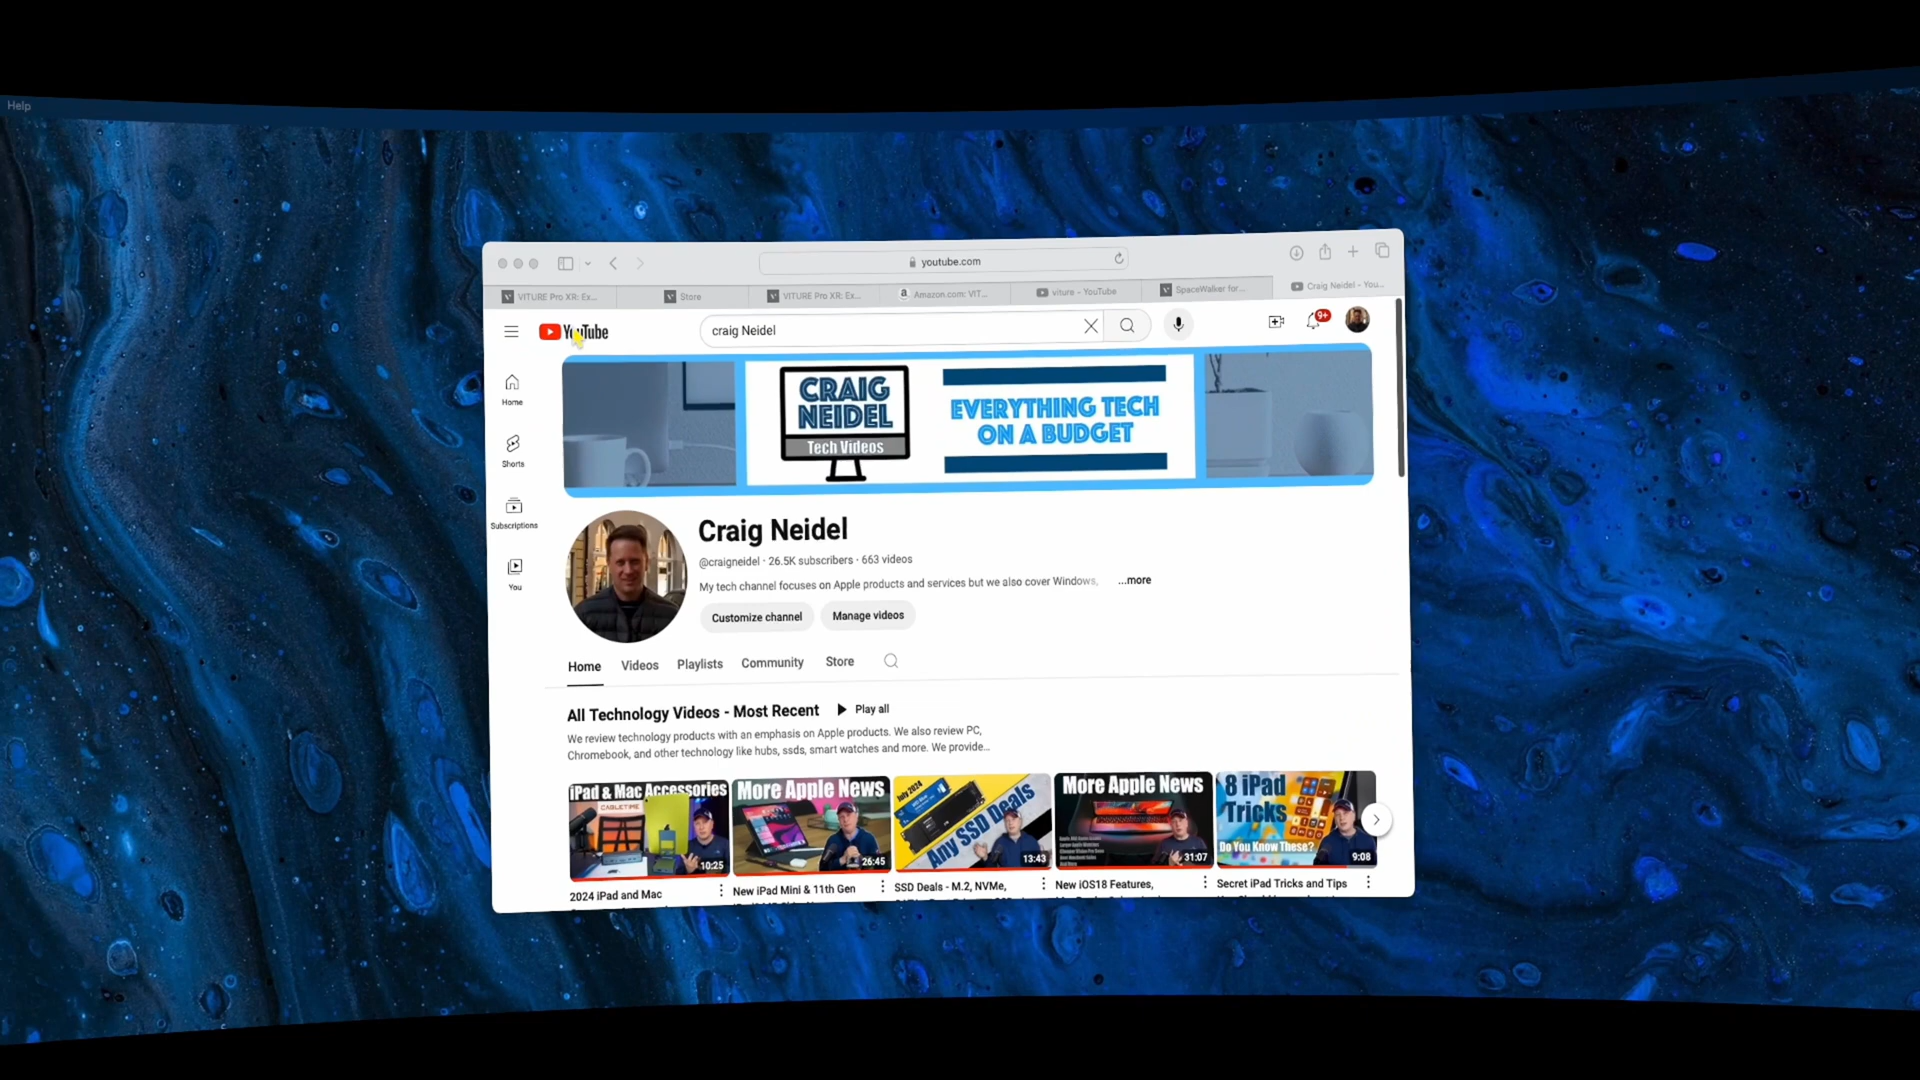 Help
youtube.com
VITURE Pro XR: Ex...
Store
VITURE Pro XR: Ex...
Amazon.com: VIT...
viture - YouTube
SpaceWalker for...
Craig Neidel - You...
YouTube
craig Neidel
9+
Home
Shorts
Subscriptions
You
CRAIG
NEIDEL
Tech Videos
EVERYTHING TECH
ON A BUDGET
Craig Neidel
@craigneidel · 26.5K subscribers · 663 videos
My tech channel focuses on Apple products and services but we also cover Windows,
...more
Customize channel
Manage videos
Home
Videos
Playlists
Community
Store
All Technology Videos - Most Recent
Play all
We review technology products with an emphasis on Apple products. We also review PC,
Chromebook, and other technology like hubs, ssds, smart watches and more. We provide...
iPad & Mac Accessories
CABLETIME
10:25
More Apple News
26:45
July 2024
Any SSD Deals
13:43
More Apple News
31:07
8 iPad
Tricks
Do You Know These?
9:08
2024 iPad and Mac
New iPad Mini & 11th Gen
SSD Deals - M.2, NVMe,
New iOS18 Features,
Secret iPad Tricks and Tips